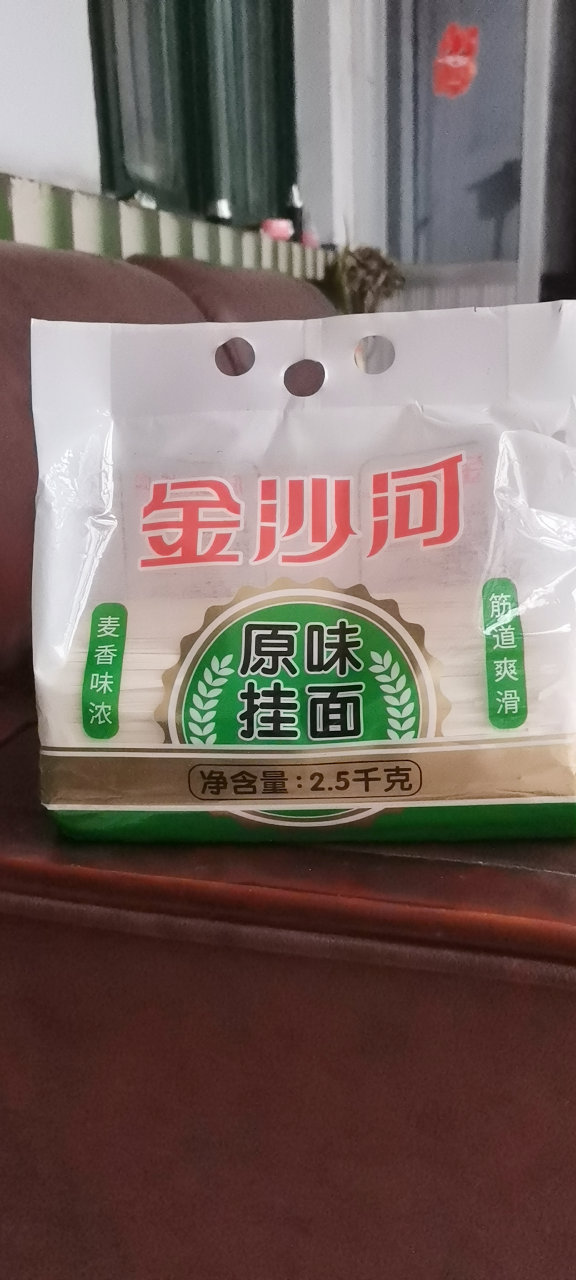 金沙河
原味
挂面
麦香味浓
筋道爽滑
净含量:2.5千克